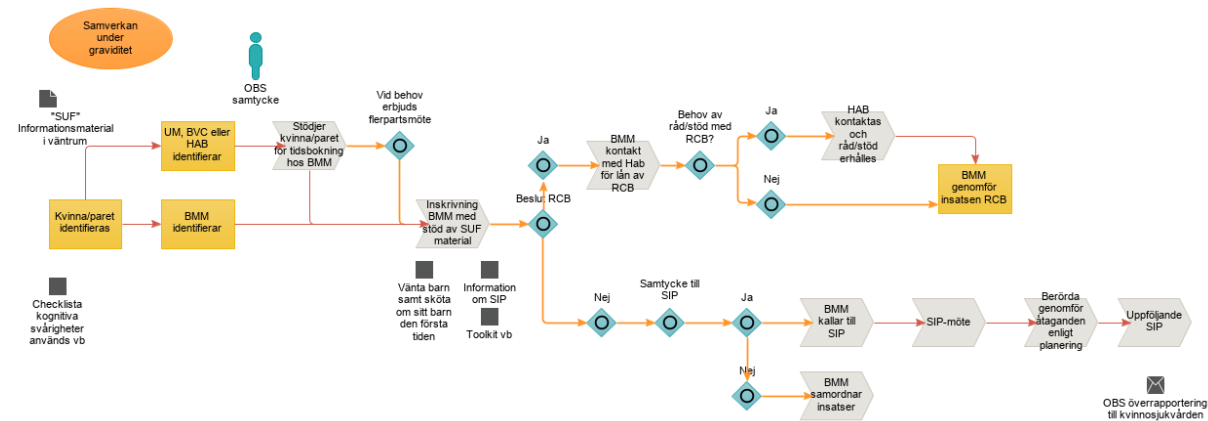 Samverkan
under
graviditet
OBS
samtycke
"SUF"
Informationsmaterial
i väntrum
UM, BVC eller
HAB
identifierar
Stödjer
kvinna/paret
för tidsbokning
hos BMM
Vid behov
erbjuds
flerpartsmöte
Kvinna/paret
identifieras
BMM
identifierar
Inskrivning
BMM med
stöd av SUF
material
Beslut RCB
Ja
BMM
kontakt
med Hab
för lån av
RCB
Behov av
råd/stöd med
RCB?
Ja
HAB
kontaktas
och
råd/stöd
erhålles
Nej
BMM
genomför
insatsen RCB
Checklista
kognitiva
svårigheter
används vb
Vänta barn
samt sköta
om sitt barn
den första
tiden
Information
om SIP
Toolkit vb
Nej
Samtycke till
SIP
Ja
BMM
kallar till
SIP
SIP-möte
Berörda
genomför
åtaganden
enligt
planering
Uppföljande
SIP
Nej
BMM
samordnar
insatser
OBS överrapportering
till kvinnosjukvården